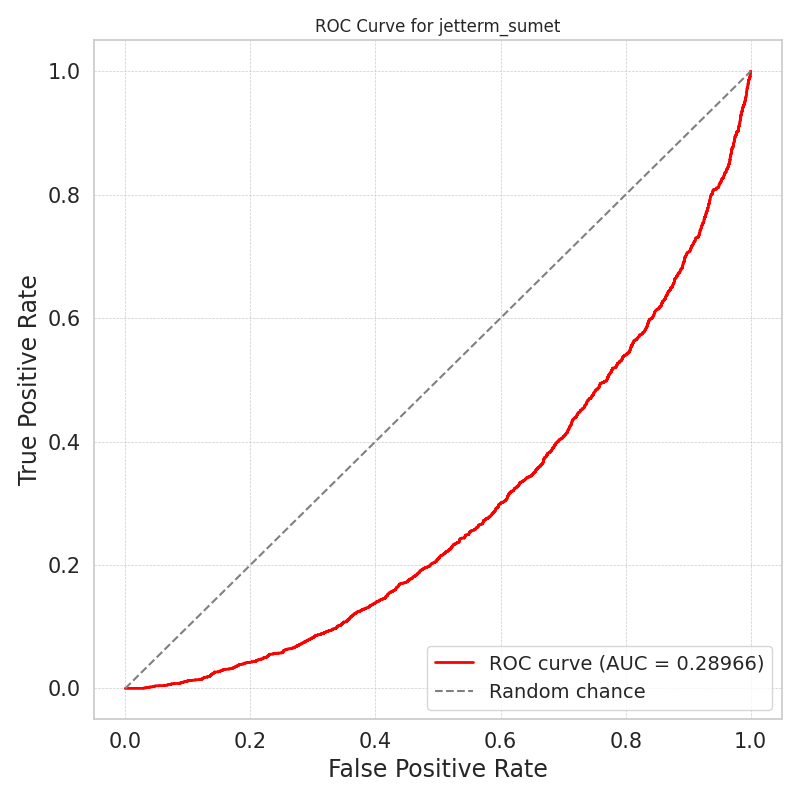 ROC Curve for jetterm_sumet
1.0
0.8
0.6
0.4
0.2
0.0
True Positive Rate
ROC curve (AUC = 0.28966)
Random chance
0.0 0.2 0.4 0.6 0.8 1.0
False Positive Rate